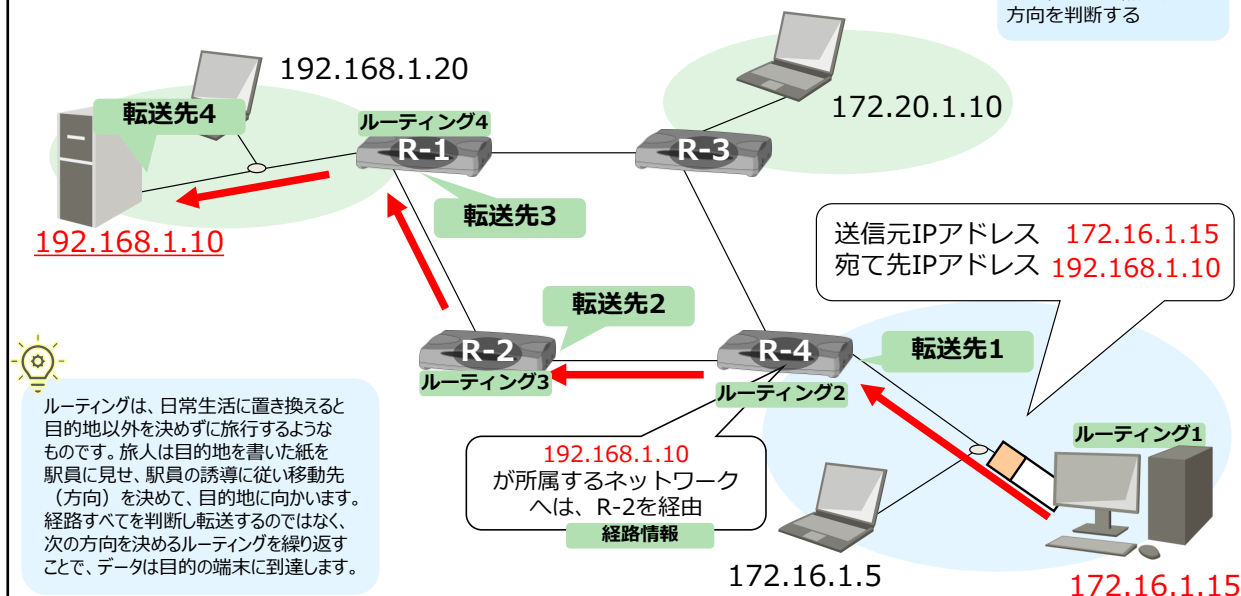 方向を判断する
192.168.1.20
転送先4
ルーティング4
R-1
R-3
172.20.1.10
転送先3
192.168.1.10
送信元IPアドレス 172.16.1.15
宛て先IPアドレス 192.168.1.10
転送先2
R-2
ルーティング3
R-4
ルーティング2
転送先1
ルーティング1
192.168.1.10
が所属するネットワーク
へは、R-2を経由
経路情報
172.16.1.5
172.16.1.15
ルーティングは、日常生活に置き換えると
目的地以外を決めずに旅行するような
ものです。旅人は目的地を書いた紙を
駅員に見せ、駅員の誘導に従い移動先
（方向）を決めて、目的地に向かいます。
経路すべてを判断し転送するのではなく、
次の方向を決めるルーティングを繰り返す
ことで、データは目的の端末に到達します。